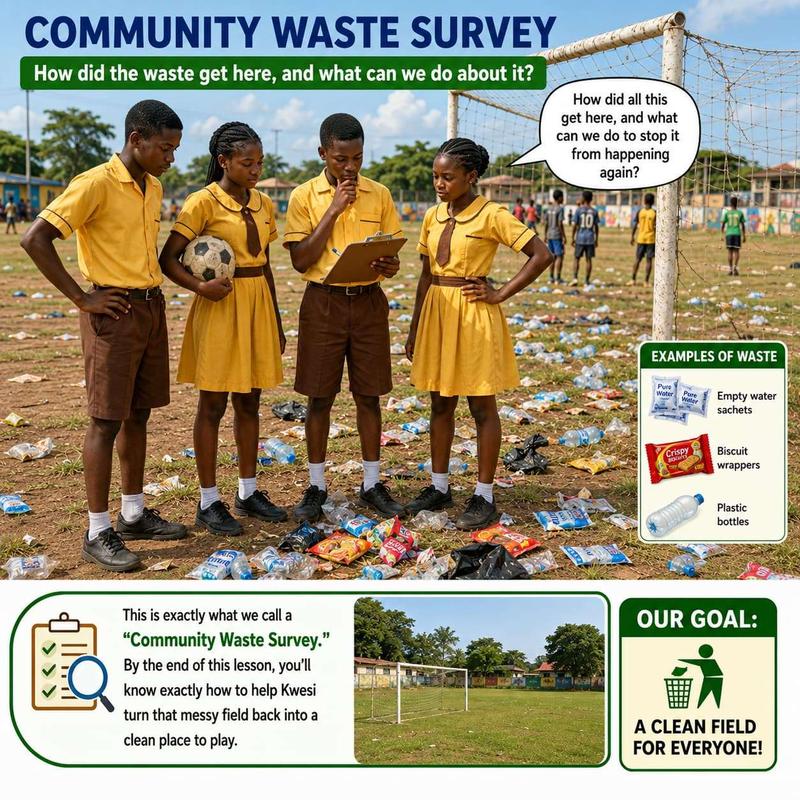 COMMUNITY WASTE SURVEY
How did the waste get here, and what can we do about it?
How did all this
get here, and what
can we do to stop it
from happening
again?
10
EXAMPLES OF WASTE
Pure
Water
Pure
Water
Empty water
sachets
Crispy
BISCUITS
Biscuit
wrappers
Plastic
bottles
This is exactly what we call a
“Community Waste Survey.”
By the end of this lesson, you’ll
know exactly how to help Kwesi
turn that messy field back into a
clean place to play.
OUR GOAL:
A CLEAN FIELD
FOR EVERYONE!